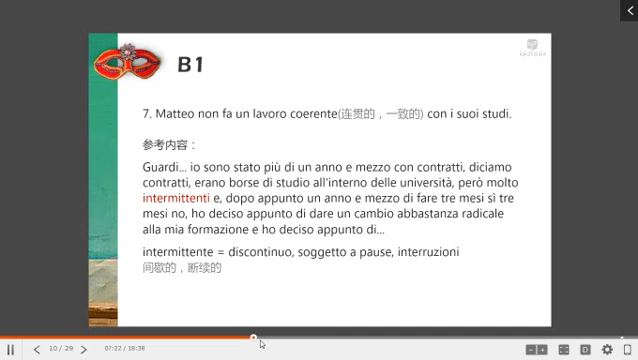 B1
7. Matteo non fa un lavoro coerente(连贯的，一致的) con i suoi studi.
参考内容：
Guardi... io sono stato più di un anno e mezzo con contratti, diciamo
contratti, erano borse di studio all'interno delle università, però molto
intermittenti e, dopo appunto un anno e mezzo di fare tre mesi sì tre
mesi no, ho deciso appunto di dare un cambio abbastanza radicale
alla mia formazione e ho deciso appunto di...
intermittente = discontinuo, soggetto a pause, interruzioni
间歇的，断续的
10 / 29
07:22 / 18:38
D